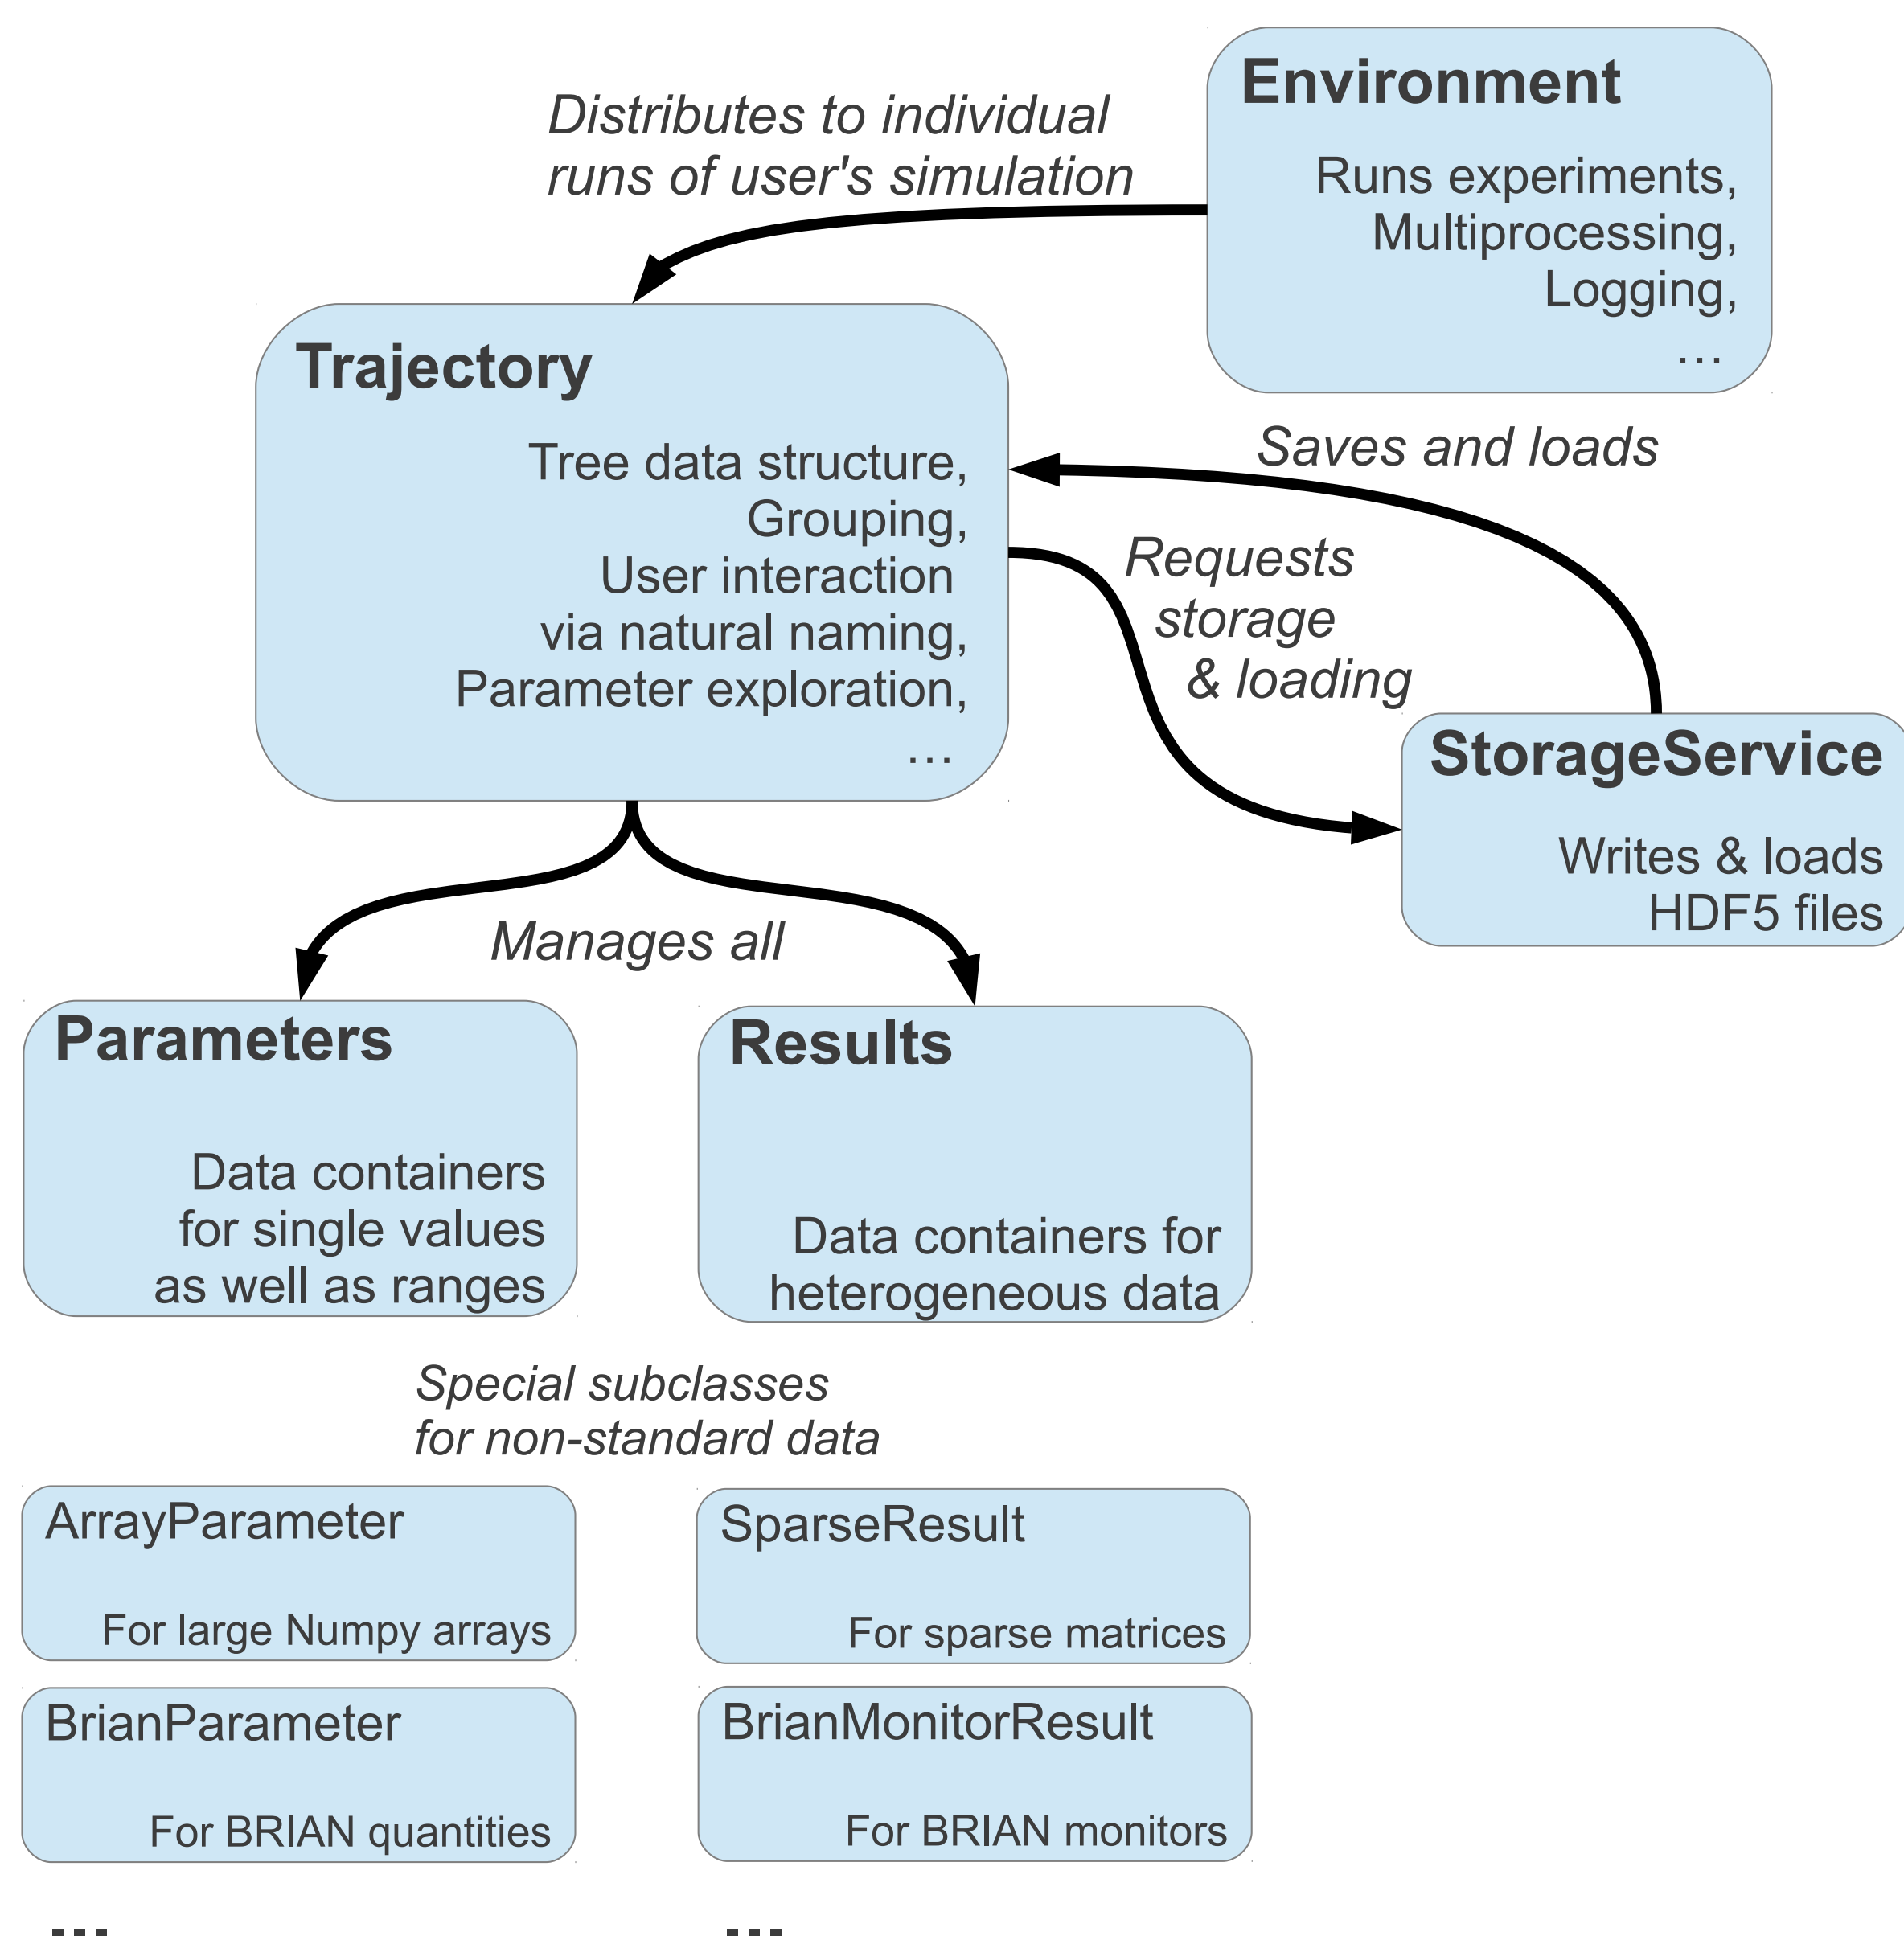 Environment
Runs experiments,
Multiprocessing,
Logging,
…
Distributes to individual
runs of user's simulation
Trajectory
Tree data structure,
Grouping,
User interaction
via natural naming,
Parameter exploration,
…
Saves and loads
Requests
storage
& loading
StorageService
Writes & loads
HDF5 files
Manages all
Parameters
Data containers
for single values
as well as ranges
Results
Data containers for
heterogeneous data
Special subclasses
for non-standard data
ArrayParameter
For large Numpy arrays
SparseResult
For sparse matrices
BrianParameter
For BRIAN quantities
BrianMonitorResult
For BRIAN monitors
...
...